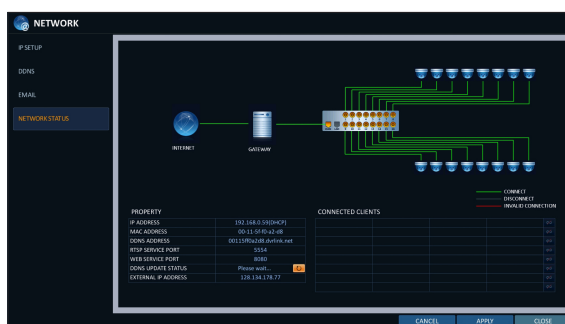 NETWORK
IP SETUP
DDNS
EMAIL
NETWORK STATUS
INTERNET
GATEWAY
CONNECT
DISCONNECT
INVALID CONNECTION
PROPERTY
IP ADDRESS 192.168.0.59(DHCP)
MAC ADDRESS 00-11-5f-f0-a2-d8
DDNS ADDRESS 00115ff0a2d8.dvrlink.net
RTSP SERVICE PORT 5554
WEB SERVICE PORT 8080
DDNS UPDATE STATUS Please wait...
EXTERNAL IP ADDRESS 128.134.178.77
CONNECTED CLIENTS
CANCEL APPLY CLOSE